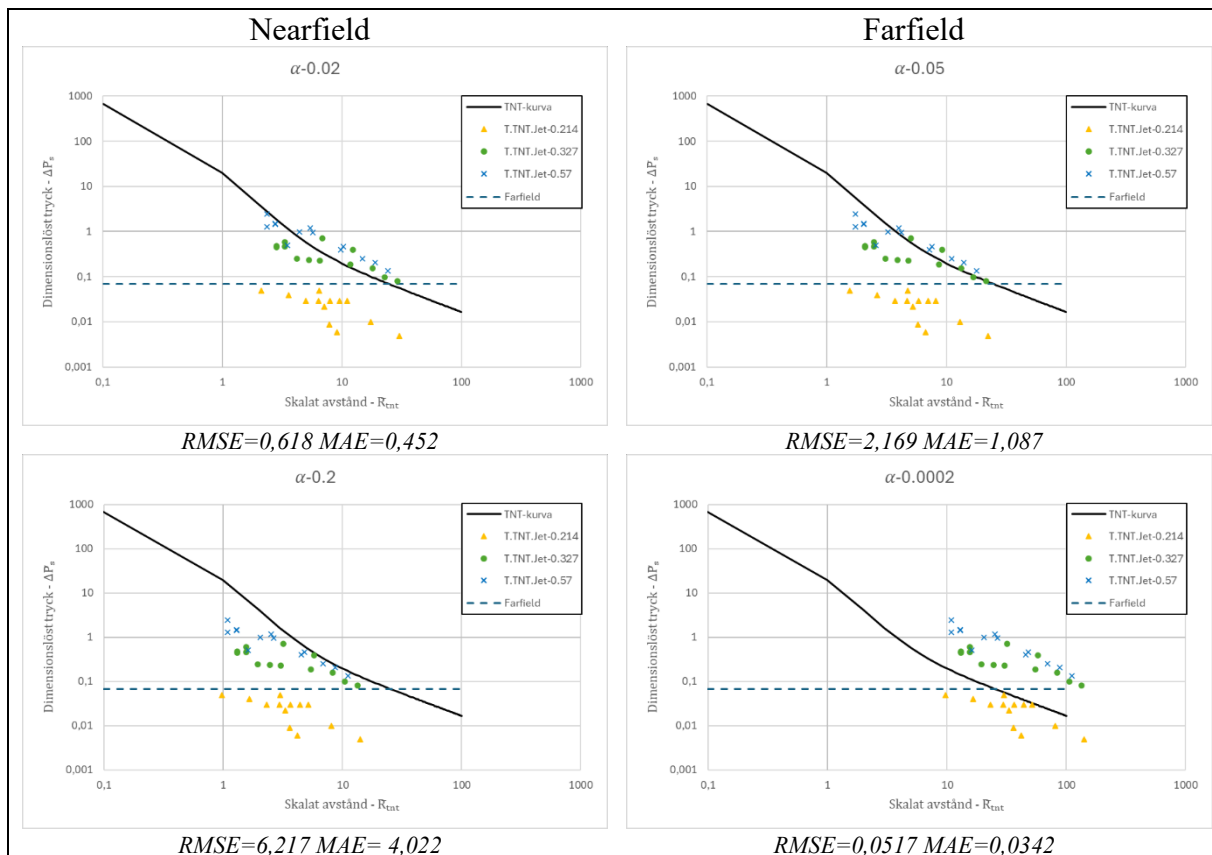 Nearfield
Farfield
α-0.02
1000
100
10
1
0,1
0,01
0,001
Dimensionslöst tryck - ΔPₛ
0,1
1
10
100
1000
Skalat avstånd - R̅ₜₙₜ
TNT-kurva
T.TNT.Jet-0.214
T.TNT.Jet-0.327
T.TNT.Jet-0.57
Farfield
RMSE=0,618 MAE=0,452
α-0.05
1000
100
10
1
0,1
0,01
0,001
Dimensionslöst tryck - ΔPₛ
0,1
1
10
100
1000
Skalat avstånd - R̅ₜₙₜ
TNT-kurva
T.TNT.Jet-0.214
T.TNT.Jet-0.327
T.TNT.Jet-0.57
Farfield
RMSE=2,169 MAE=1,087
α-0.2
1000
100
10
1
0,1
0,01
0,001
Dimensionslöst tryck - ΔPₛ
0,1
1
10
100
1000
Skalat avstånd - R̅ₜₙₜ
TNT-kurva
T.TNT.Jet-0.214
T.TNT.Jet-0.327
T.TNT.Jet-0.57
Farfield
RMSE=6,217 MAE= 4,022
α-0.0002
1000
100
10
1
0,1
0,01
0,001
Dimensionslöst tryck - ΔPₛ
0,1
1
10
100
1000
Skalat avstånd - R̅ₜₙₜ
TNT-kurva
T.TNT.Jet-0.214
T.TNT.Jet-0.327
T.TNT.Jet-0.57
Farfield
RMSE=0,0517 MAE=0,0342